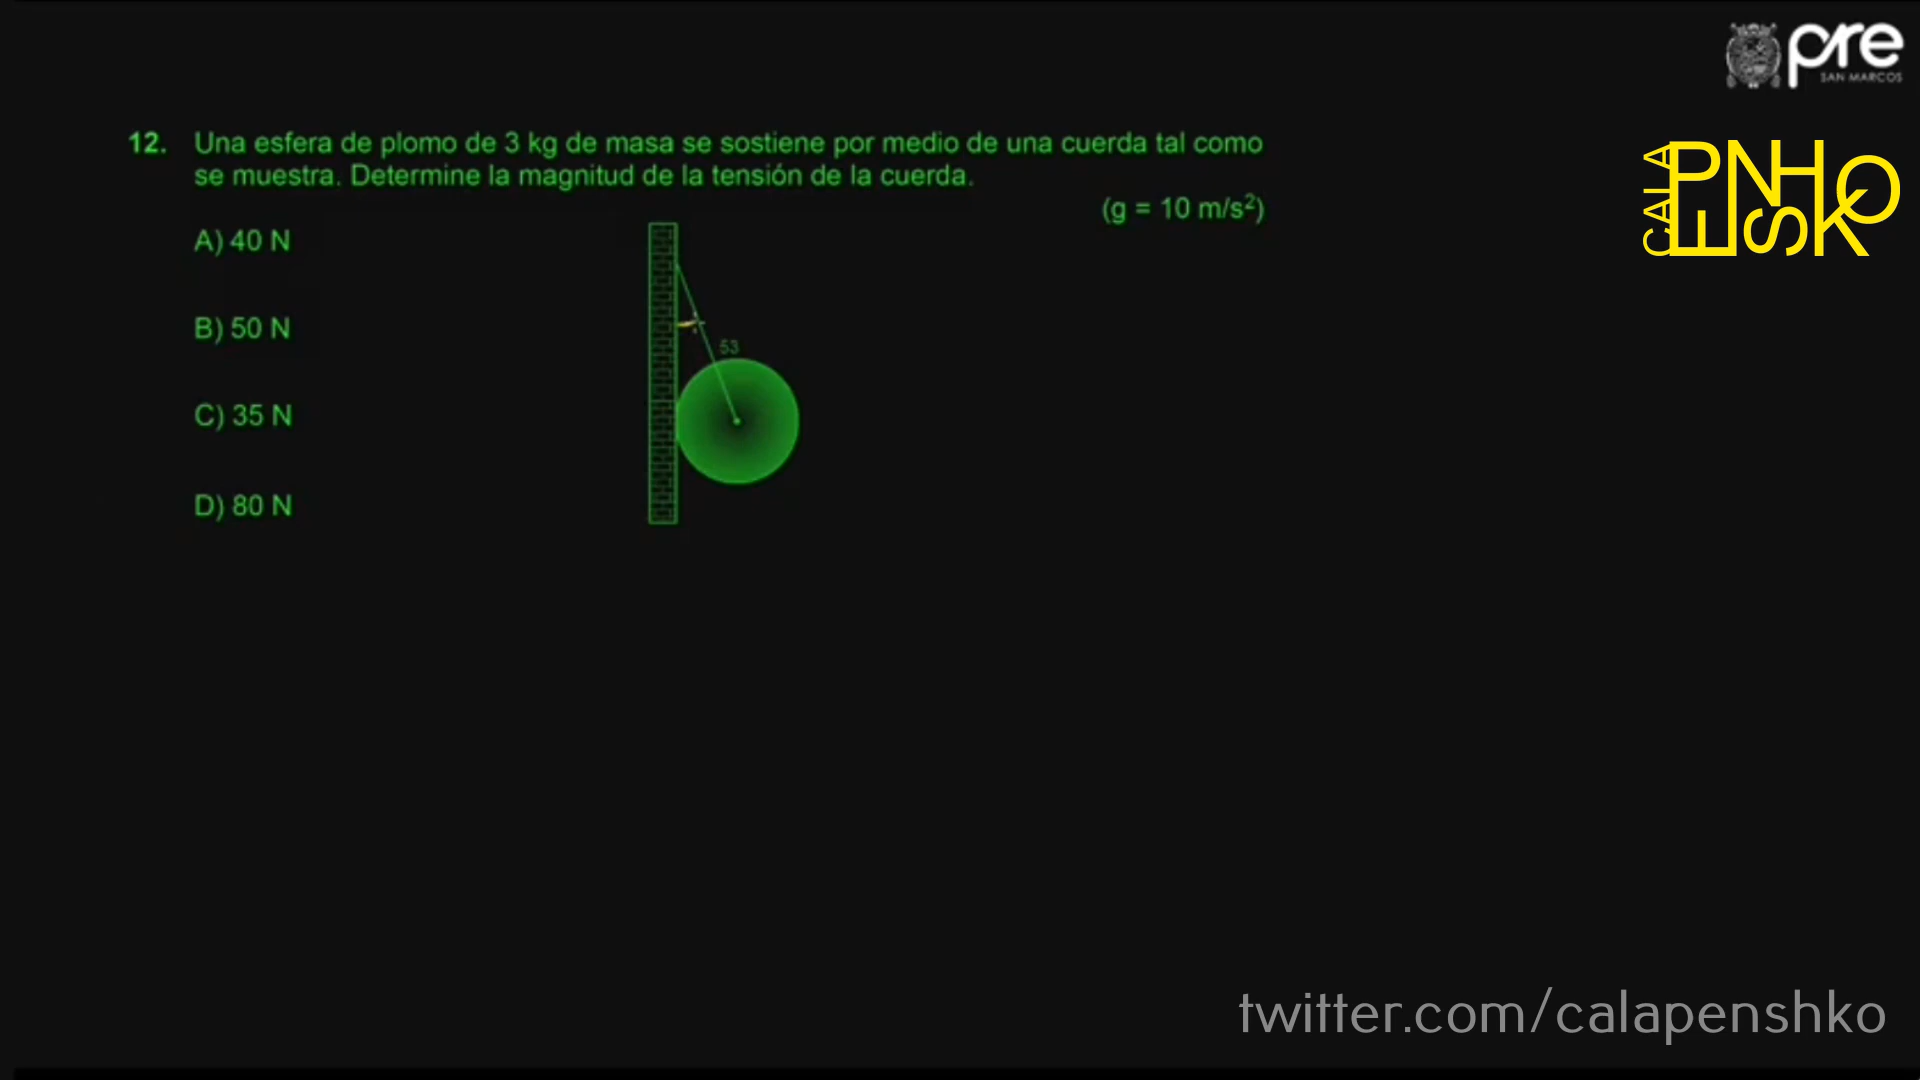 pre
SAN MARCOS
CALA
PENSHKO
12. Una esfera de plomo de 3 kg de masa se sostiene por medio de una cuerda tal como
se muestra. Determine la magnitud de la tensión de la cuerda.
(g = 10 m/s²)
A) 40 N
B) 50 N
C) 35 N
D) 80 N
53
twitter.com/calapenshko